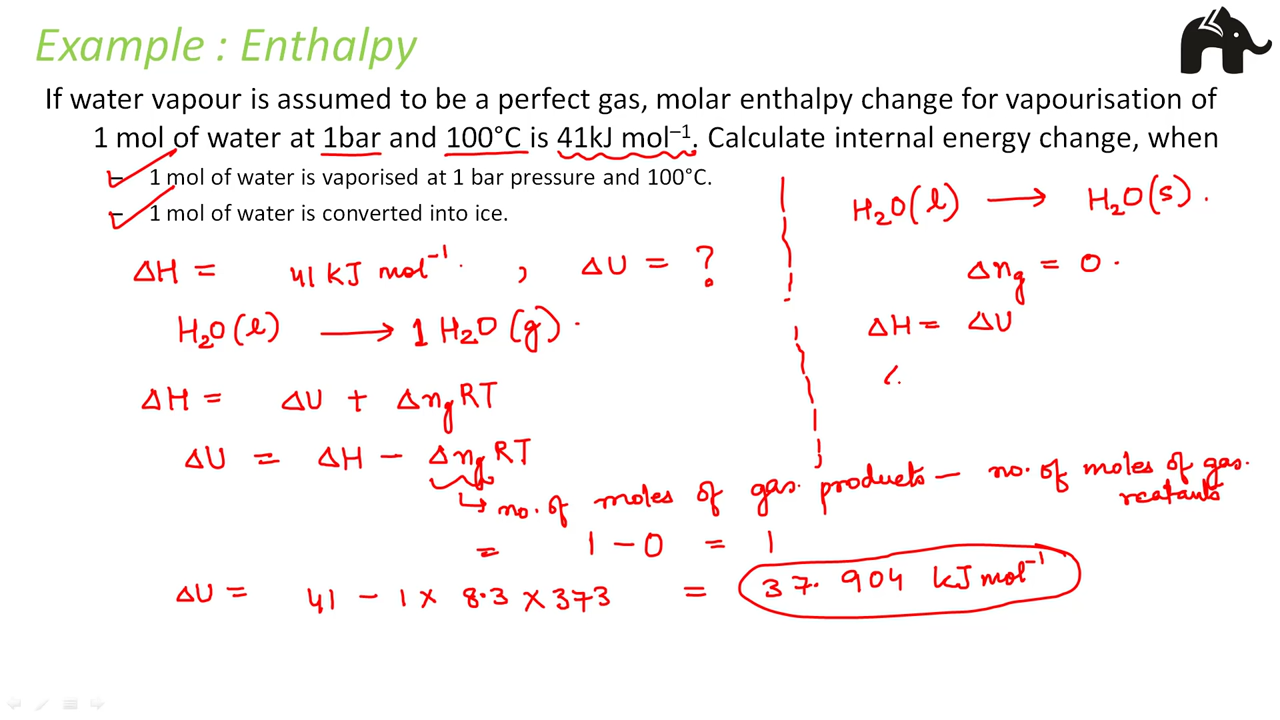 Example : Enthalpy
If water vapour is assumed to be a perfect gas, molar enthalpy change for vapourisation of
1 mol of water at 1bar and 100°C is 41kJ mol⁻¹. Calculate internal energy change, when
– 1 mol of water is vaporised at 1 bar pressure and 100°C.
– 1 mol of water is converted into ice.
ΔH = 41 KJ mol⁻¹. , ΔU = ?
H₂O(l) ⟶ 1 H₂O(g).
ΔH = ΔU + Δn_g RT
ΔU = ΔH – Δn_g RT
↳ no. of moles of gas. products – no. of moles of gas.
reatants
= 1 – 0 = 1
ΔU = 41 – 1 × 8.3 × 373 = 37.904 kJ mol⁻¹
H₂O(l) ⟶ H₂O(s).
Δn_g = 0.
ΔH = ΔU